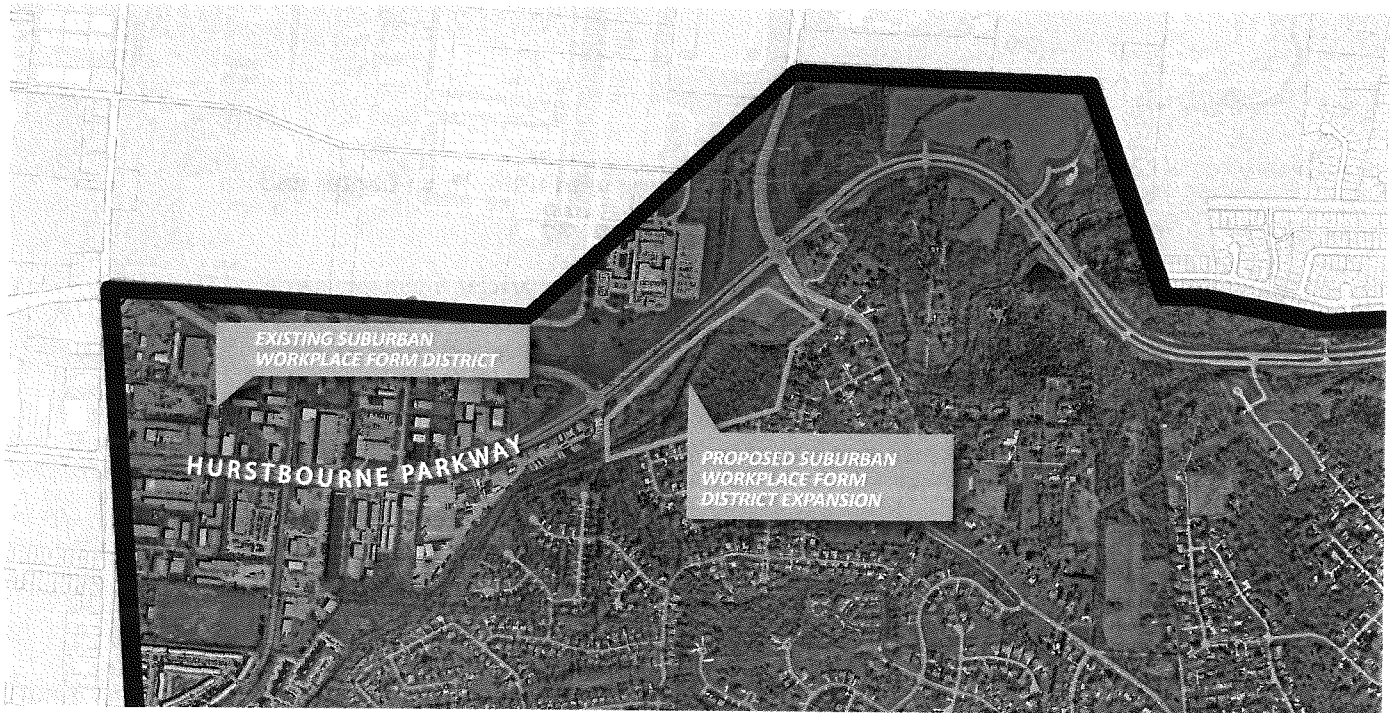 EXISTING SUBURBAN
WORKPLACE FORM DISTRICT
HURSTBOURNE PARKWAY
PROPOSED SUBURBAN
WORKPLACE FORM
DISTRICT EXPANSION